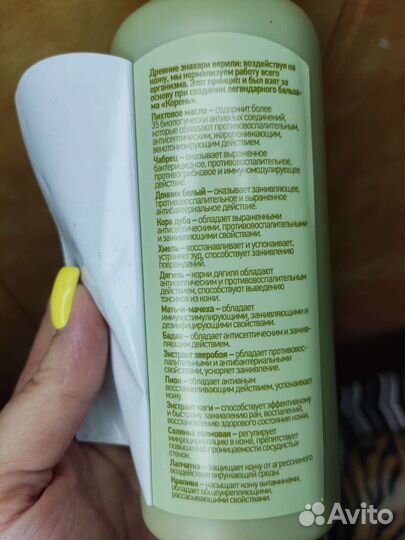 Древние знахари верили: воздействуя на
кожу, мы нормализуем работу всего
организма. Этот принцип и был взят за
основу при создании легендарного бальза-
ма «Корень».
Пихтовое масло – содержит более
35 биологически активных соединений,
которые обладают противовоспалительным,
антисептическим, жаропонижающим,
венотонизирующим действием.
Чабрец – оказывает выраженное
бактерицидное, противовоспалительное,
противогрибковое и иммуномодулирующее
действие.
Донник белый – оказывает заживляющее,
противовоспалительное и выраженное
антибактериальное действие.
Кора дуба – обладает выраженными
антисептическими, противовоспалительными
и заживляющими свойствами.
Хмель – восстанавливает и успокаивает,
устраняет зуд, способствует заживлению
повреждений.
Дягиль – корни дягиля обладают
антисептическим и противовоспалительным
действием, способствуют выведению
токсинов из кожи.
Мать-и-мачеха – обладает
иммуностимулирующими, заживляющими и
дезинфицирующими свойствами.
Бадан – обладает антисептическим и зажив-
ляющим действием.
Экстракт зверобоя – обладает противовос-
палительными и антибактериальными
свойствами, ускоряет заживление.
Пион – обладает активным
восстанавливающим действием, успокаивает
кожу.
Экстракт чаги – способствует эффективному
и быстрому заживлению ран, воспалений,
восстановлению здорового состояния кожи.
Солянка холмовая – регулирует
микроциркуляцию в коже, препятствует
повышенной проницаемости сосудистых
стенок.
Лапчатка – защищает кожу от агрессивного
воздействия окружающей среды.
Крапива – насыщает кожу витаминами,
обладает общеукрепляющими,
рассасывающими свойствами.
Avito